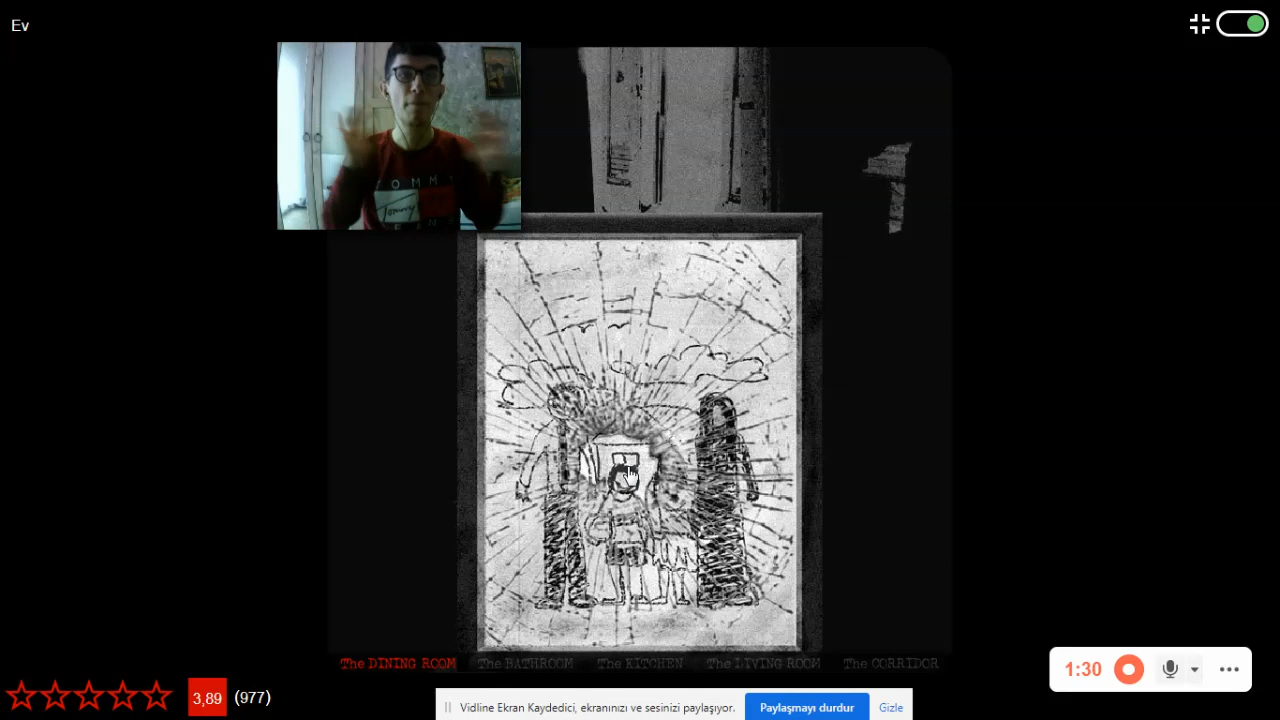 Ev
The DINING ROOM
The BATHROOM
The KITCHEN
The LIVING ROOM
The CORRIDOR
3,89
(977)
1:30
Vidline Ekran Kaydedici, ekranınızı ve sesinizi paylaşıyor.
Paylaşmayı durdur
Gizle